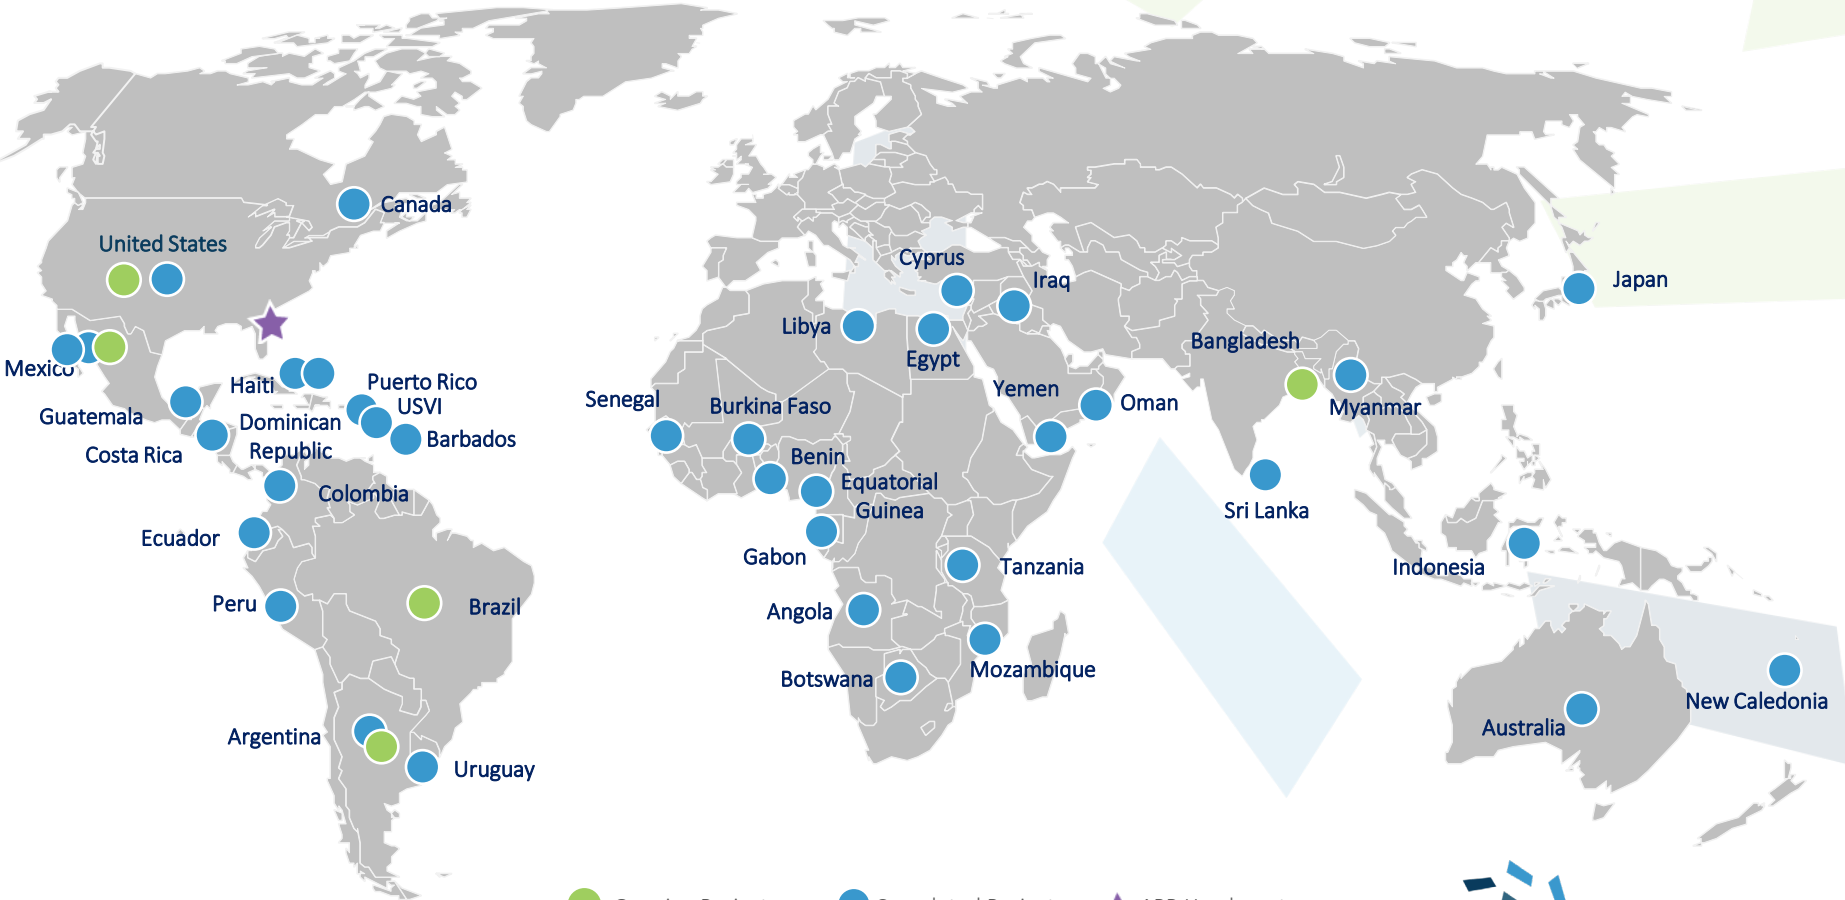 Canada
United States
Cyprus
Iraq
Japan
Libya
Bangladesh
Egypt
Mexico
Haiti
Puerto Rico
Yemen
Senegal
Burkina Faso
USVI
Oman
Myanmar
Guatemala
Dominican
Republic
Barbados
Costa Rica
Benin
Equatorial
Guinea
Colombia
Sri Lanka
Ecuador
Gabon
Tanzania
Indonesia
Peru
Brazil
Angola
Mozambique
Botswana
New Caledonia
Australia
Argentina
Uruguay